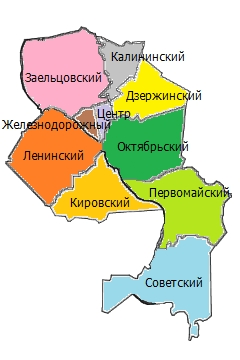 Калининский
Заельцовский
Дзержинский
Центр
Железнодорожный
Октябрьский
Ленинский
Первомайский
Кировский
Советский